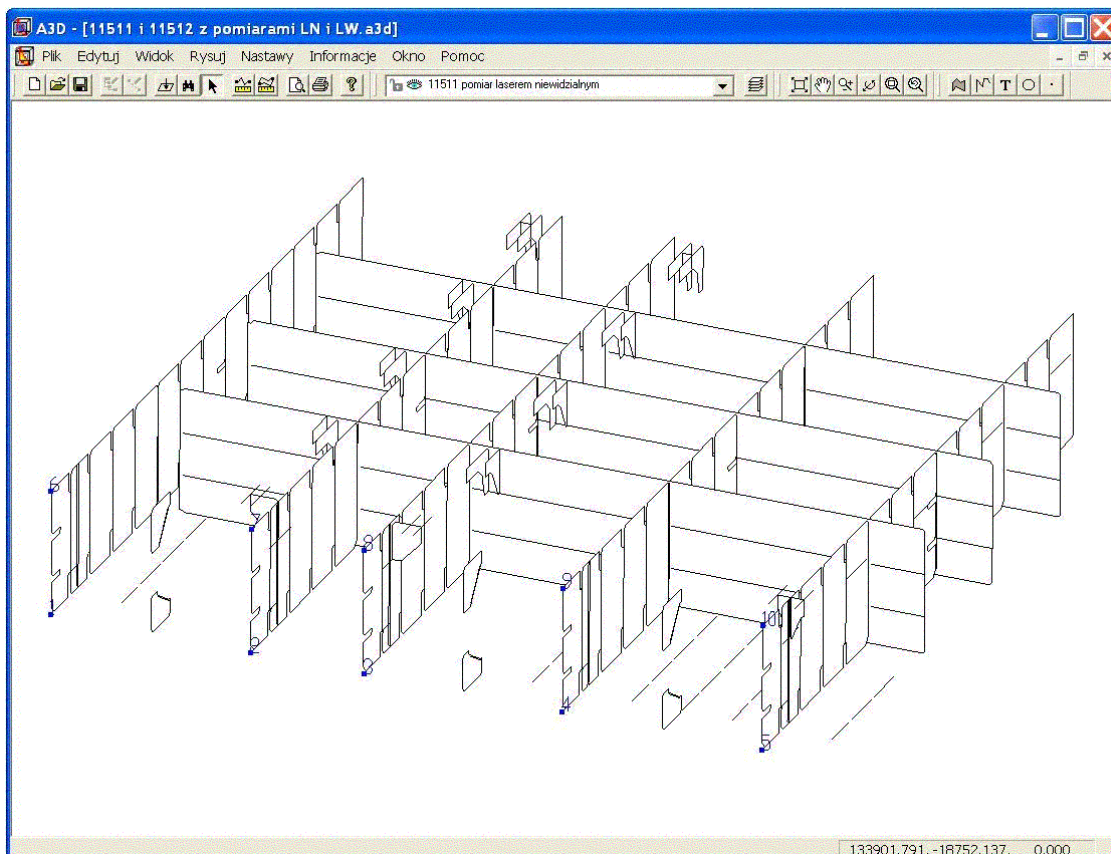 A3D - [11511 i 11512 z pomiarami LN i LW.a3d]
Plik Edytuj Widok Rysuj Nastawy Informacje Okno Pomoc
11511 pomiar laserem niewidzialnym
T
6
7
8
9
10
1
2
3
4
5
133901.791, -18752.137, 0.000